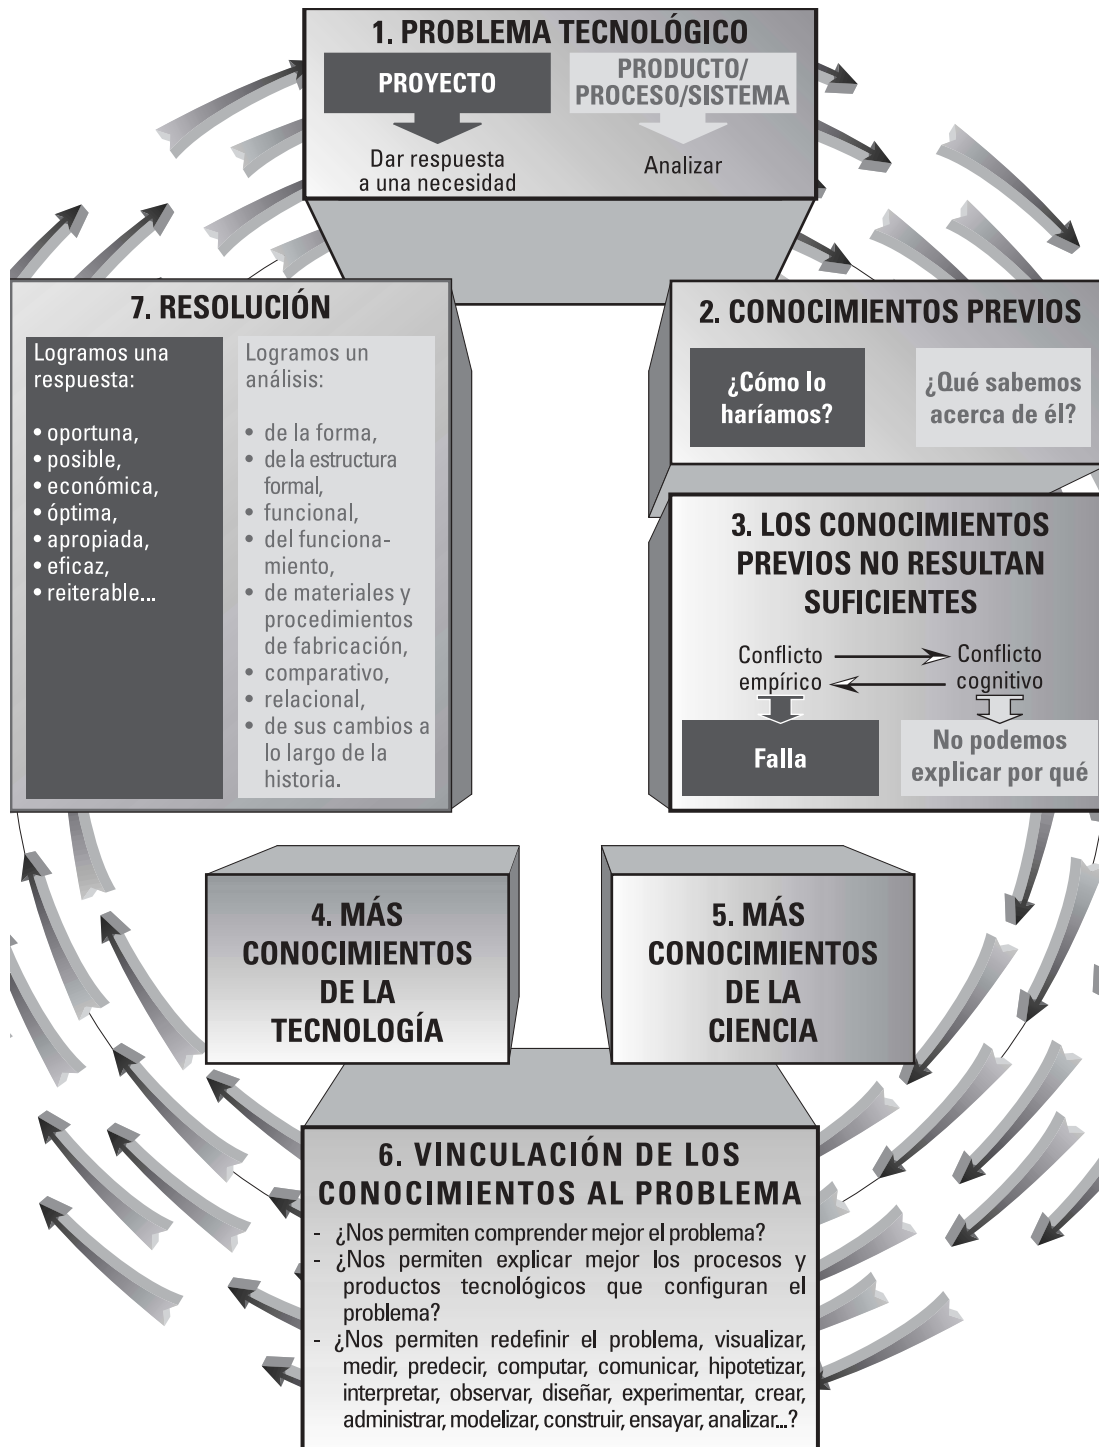 1. PROBLEMA TECNOLÓGICO
PROYECTO
Dar respuesta
a una necesidad
PRODUCTO/
PROCESO/SISTEMA
Analizar
2. CONOCIMIENTOS PREVIOS
¿Cómo lo
haríamos?
¿Qué sabemos
acerca de él?
3. LOS CONOCIMIENTOS
PREVIOS NO RESULTAN
SUFICIENTES
Conflicto
empírico
Conflicto
cognitivo
Falla
No podemos
explicar por qué
4. MÁS
CONOCIMIENTOS
DE LA
TECNOLOGÍA
5. MÁS
CONOCIMIENTOS
DE LA
CIENCIA
6. VINCULACIÓN DE LOS
CONOCIMIENTOS AL PROBLEMA
- ¿Nos permiten comprender mejor el problema?
- ¿Nos permiten explicar mejor los procesos y
productos tecnológicos que configuran el
problema?
- ¿Nos permiten redefinir el problema, visualizar,
medir, predecir, computar, comunicar, hipotetizar,
interpretar, observar, diseñar, experimentar, crear,
administrar, modelizar, construir, ensayar, analizar...?
7. RESOLUCIÓN
Logramos una
respuesta:
• oportuna,
• posible,
• económica,
• óptima,
• apropiada,
• eficaz,
• reiterable...
Logramos un
análisis:
• de la forma,
• de la estructura
formal,
• funcional,
• del funciona-
miento,
• de materiales y
procedimientos
de fabricación,
• comparativo,
• relacional,
• de sus cambios a
lo largo de la
historia.